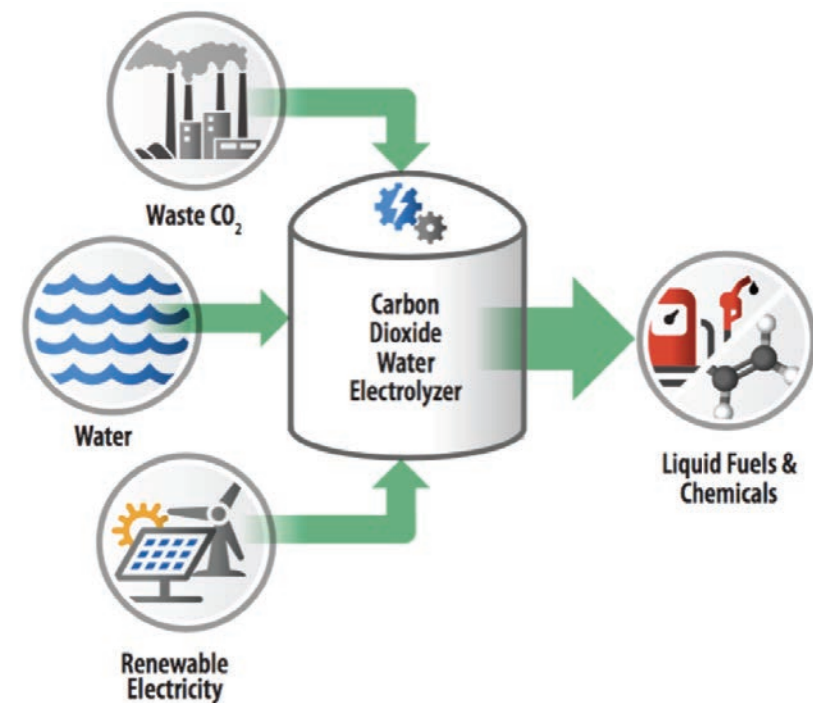 Waste CO₂
Water
Renewable
Electricity
Carbon
Dioxide
Water
Electrolyzer
Liquid Fuels &
Chemicals